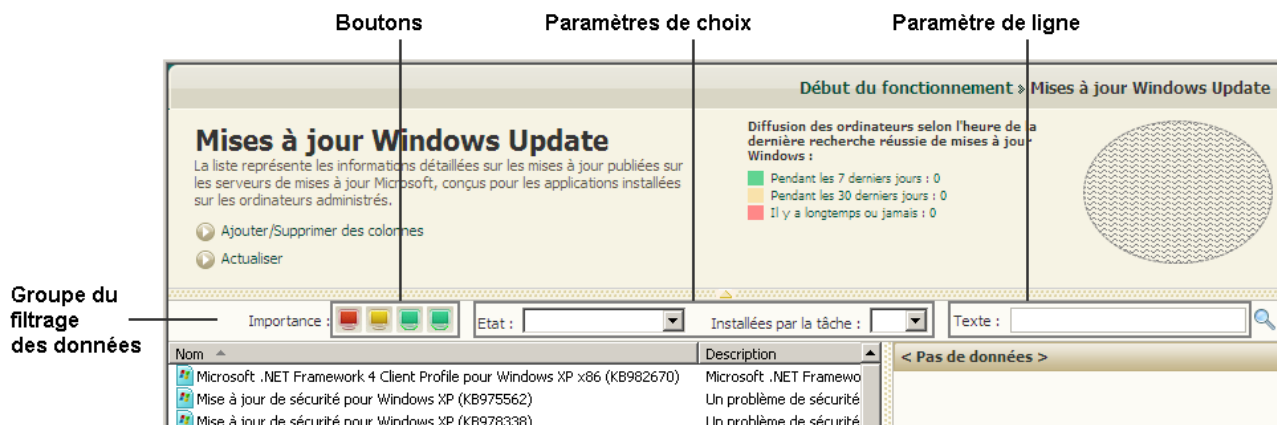 Boutons
Paramètres de choix
Paramètre de ligne
Début du fonctionnement » Mises à jour Windows Update
Mises à jour Windows Update
La liste représente les informations détaillées sur les mises à jour publiées sur
les serveurs de mises à jour Microsoft, conçus pour les applications installées
sur les ordinateurs administrés.
Ajouter/Supprimer des colonnes
Actualiser
Diffusion des ordinateurs selon l'heure de la
dernière recherche réussie de mises à jour
Windows :
Pendant les 7 derniers jours : 0
Pendant les 30 derniers jours : 0
Il y a longtemps ou jamais : 0
Groupe du
filtrage
des données
Importance :
Etat :
Installées par la tâche :
Texte :
Nom
Description
< Pas de données >
Microsoft .NET Framework 4 Client Profile pour Windows XP x86 (KB982670)
Microsoft .NET Framewo
Mise à jour de sécurité pour Windows XP (KB975562)
Un problème de sécurité
Mise à jour de sécurité pour Windows XP (KB978338)
Un problème de sécurité